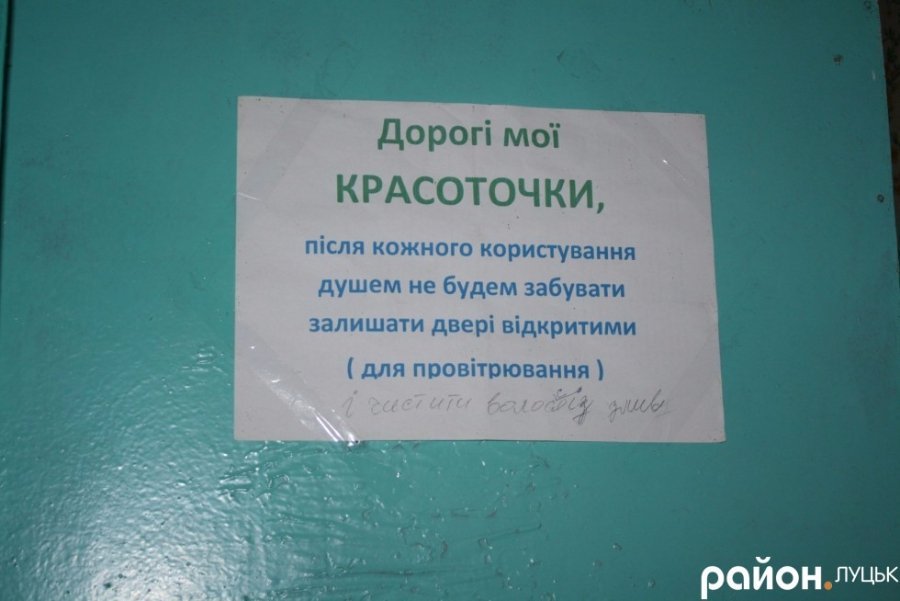 Дорогі мої
КРАСОТОЧКИ,
після кожного користування
душем не будем забувати
залишати двері відкритими
( для провітрювання )
і чистити
район.ЛУЦЬК